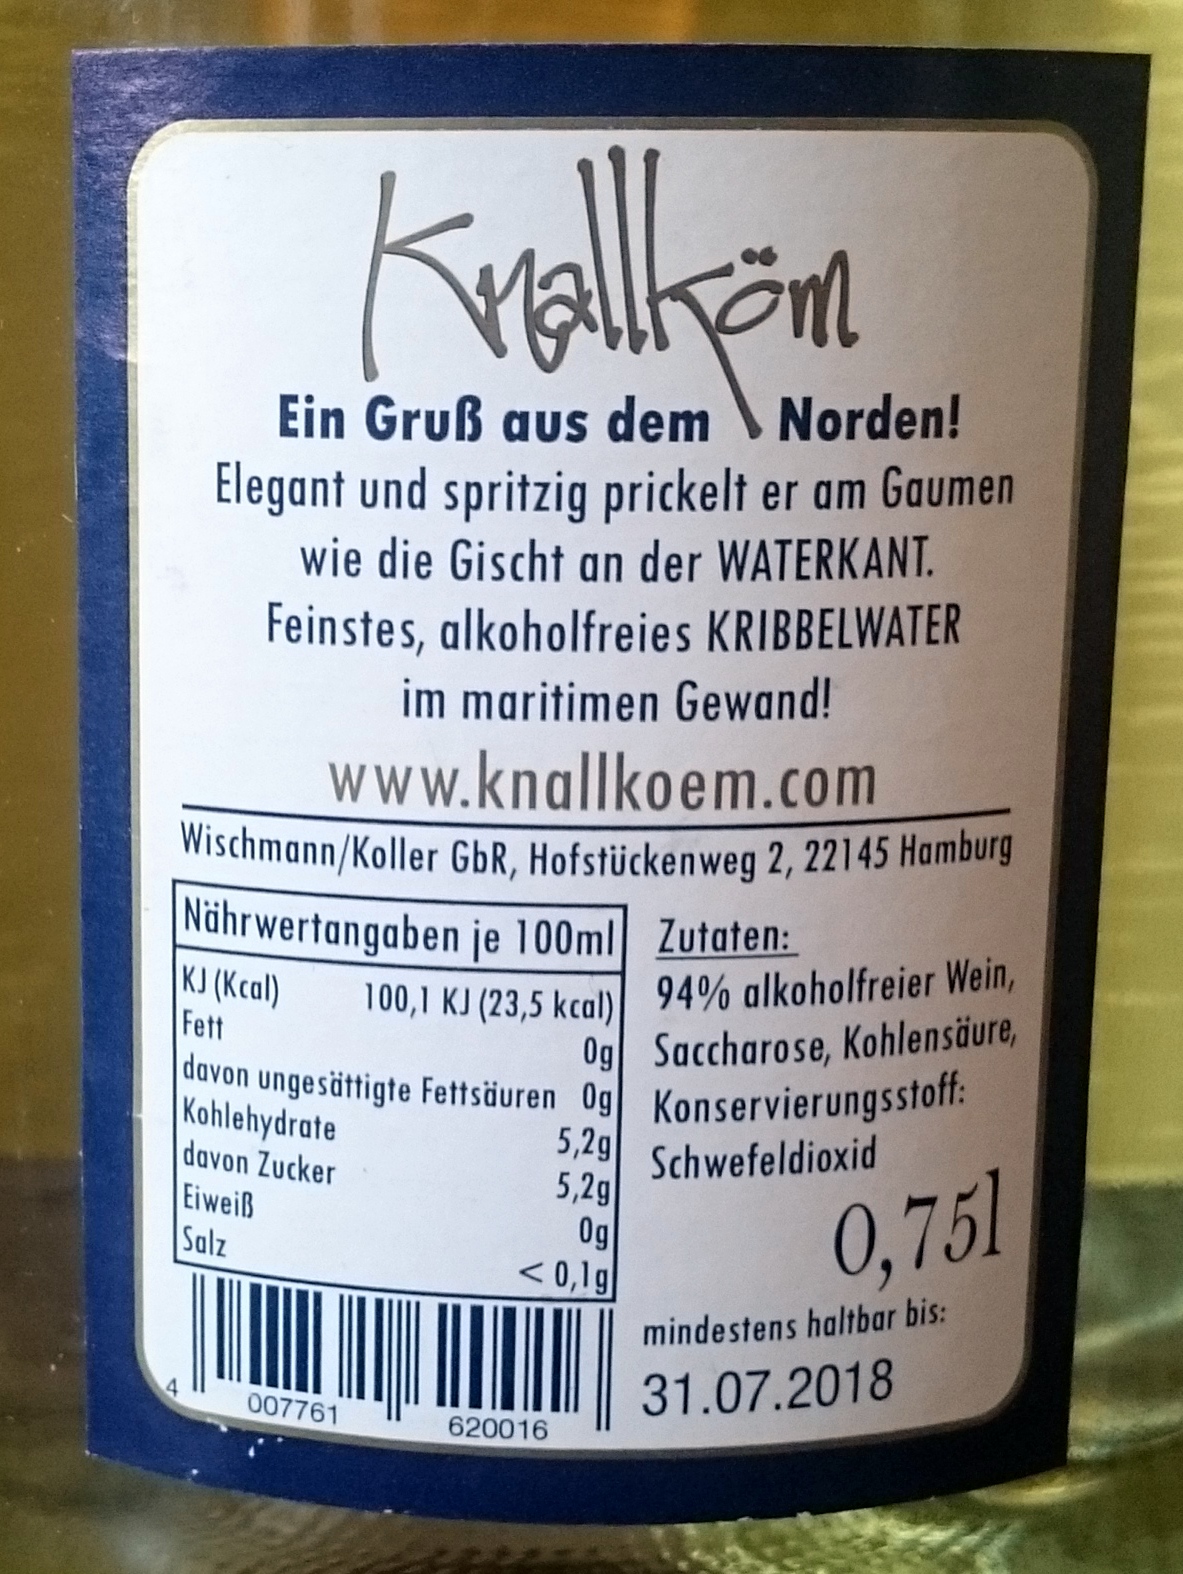 Knallköm
Ein Gruß aus dem Norden!
Elegant und spritzig prickelt er am Gaumen
wie die Gischt an der WATERKANT.
Feinstes, alkoholfreies KRIBBELWATER
im maritimen Gewand!
www.knallkoem.com
Wischmann/Koller GbR, Hofstückenweg 2, 22145 Hamburg
Nährwertangaben je 100ml
KJ (Kcal) 100,1 KJ (23,5 kcal)
Fett 0g
davon ungesättigte Fettsäuren 0g
Kohlehydrate 5,2g
davon Zucker 5,2g
Eiweiß 0g
Salz < 0,1g
4 007761 620016
Zutaten:
94% alkoholfreier Wein,
Saccharose, Kohlensäure,
Konservierungsstoff:
Schwefeldioxid
0,75l
mindestens haltbar bis:
31.07.2018